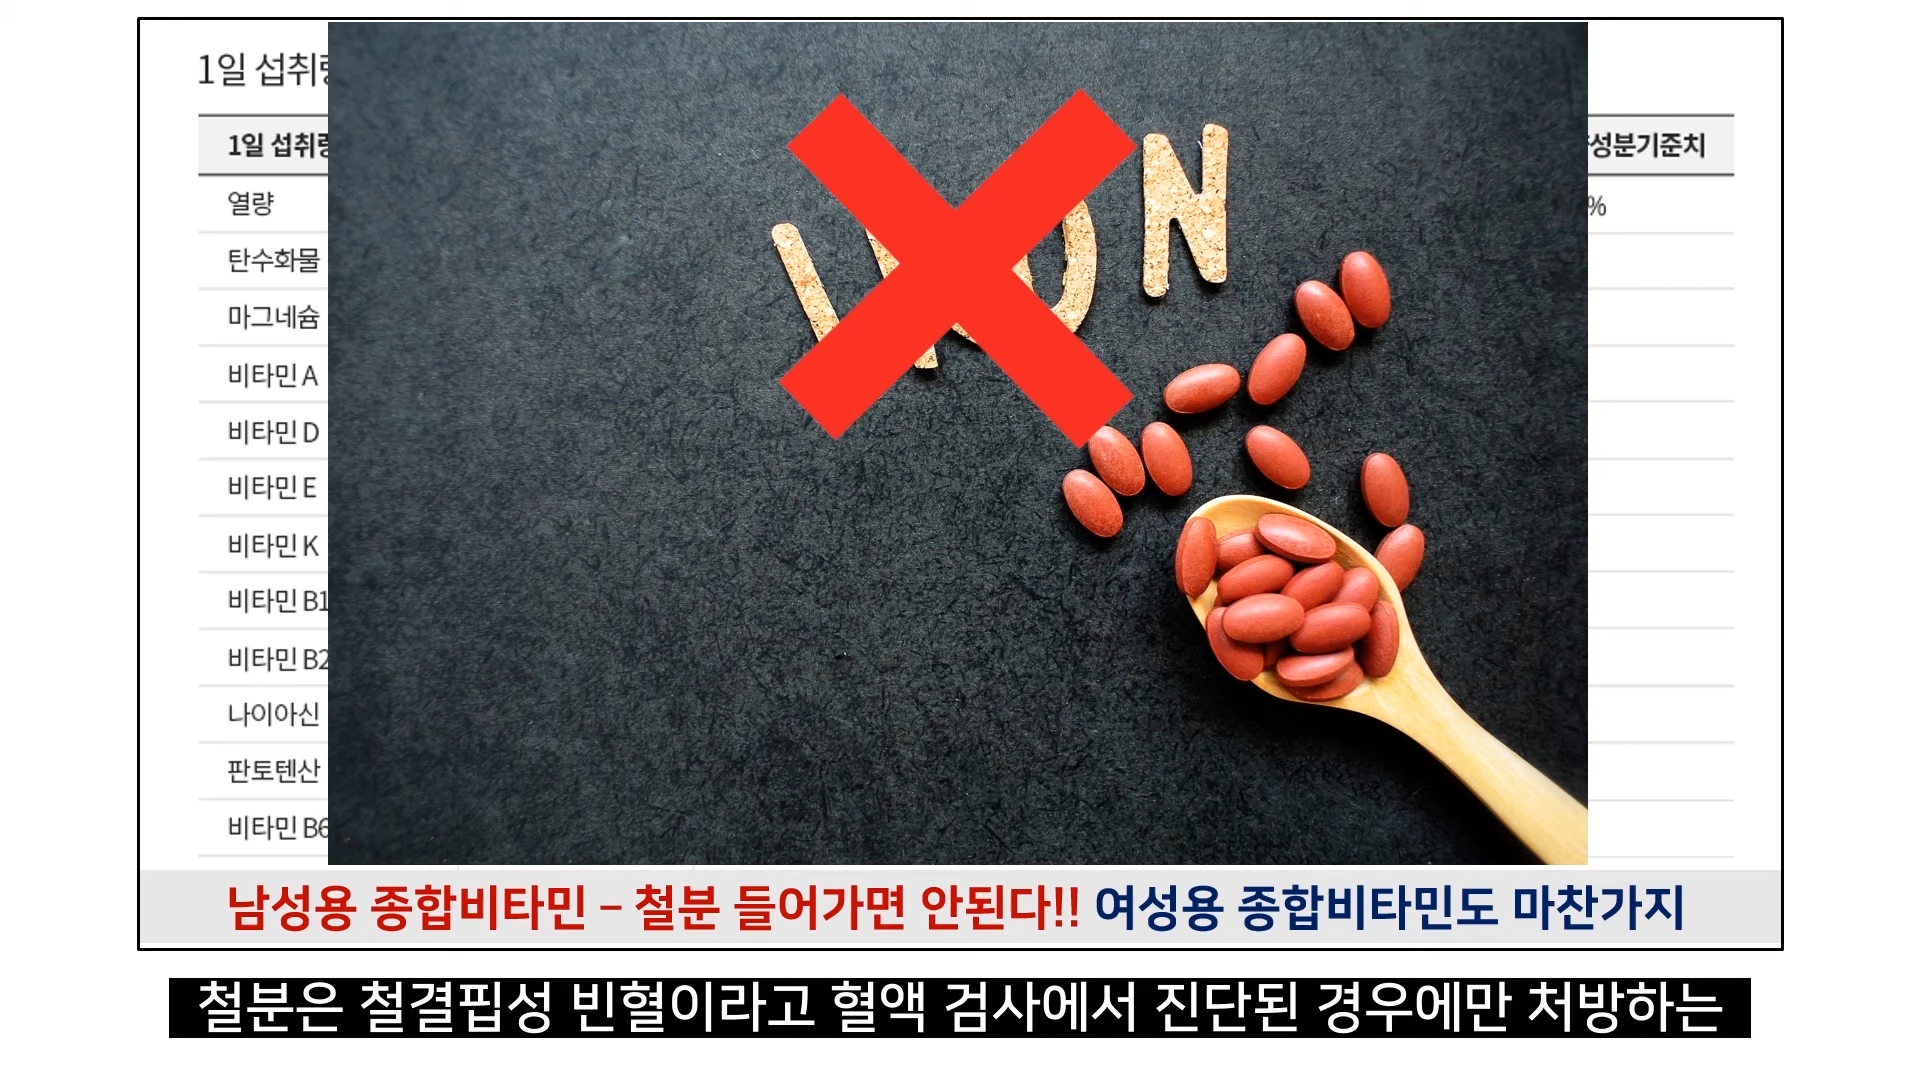 1일 섭취
1일 섭취
성분기준치
열량
%
탄수화물
마그네슘
비타민 A
비타민 D
비타민 E
비타민 K
비타민 B1
비타민 B2
나이아신
판토텐산
비타민 B6
N
남성용 종합비타민 – 철분 들어가면 안된다!! 여성용 종합비타민도 마찬가지
철분은 철결핍성 빈혈이라고 혈액 검사에서 진단된 경우에만 처방하는